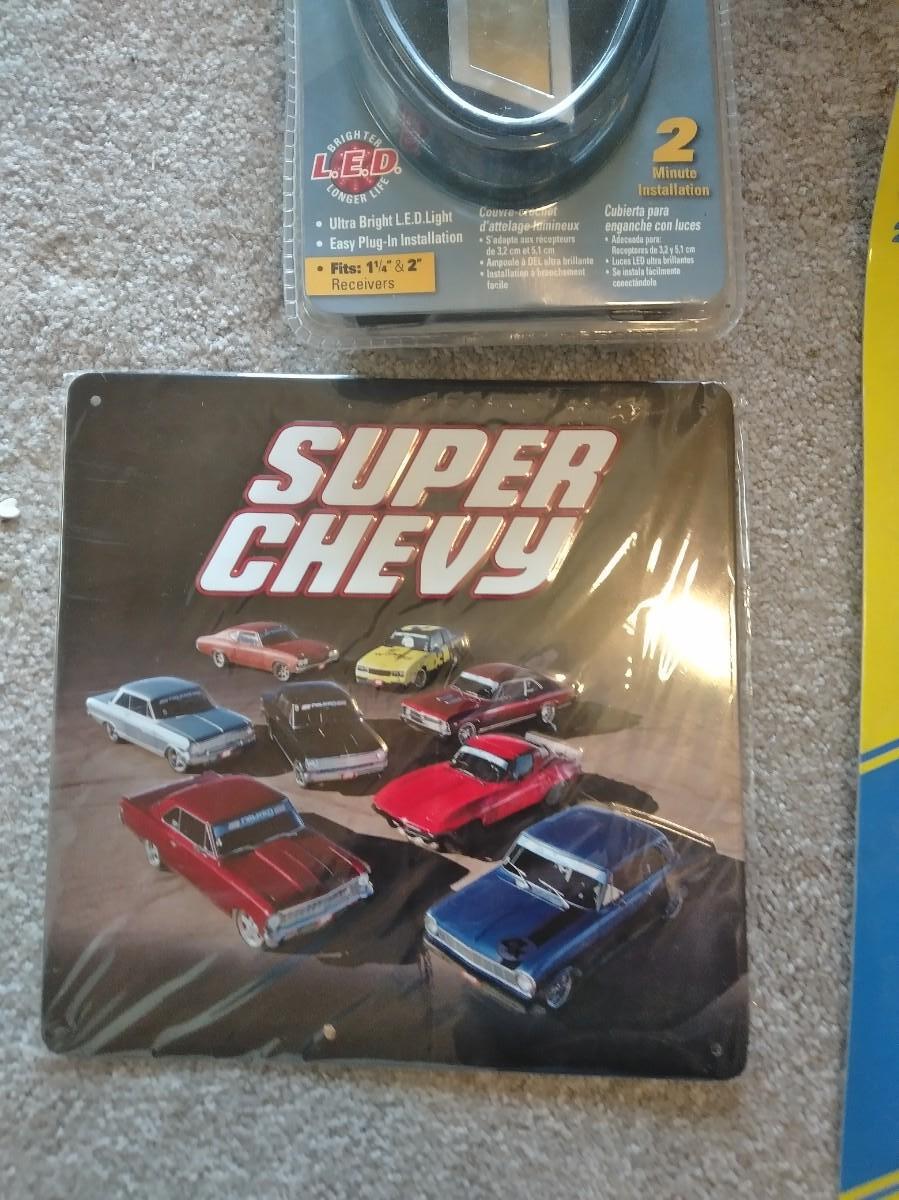 BRIGHTER
L.E.D.
LONGER LIFE
• Ultra Bright L.E.D.Light
• Easy Plug-In Installation
• Fits: 1¼" & 2"
Receivers
Couvre-crochet
d'attelage lumineux
• S'adapte aux récepteurs
de 3,2 cm et 5,1 cm
• Ampoule à DEL ultra brillante
• Installation à branchement
facile
2
Minute
Installation
Cubierta para
enganche con luces
• Adecuada para:
Receptores de 3,2 y 5,1 cm
• Luces LED ultra brillantes
• Se instala fácilmente
conectándola
SUPER
CHEVY